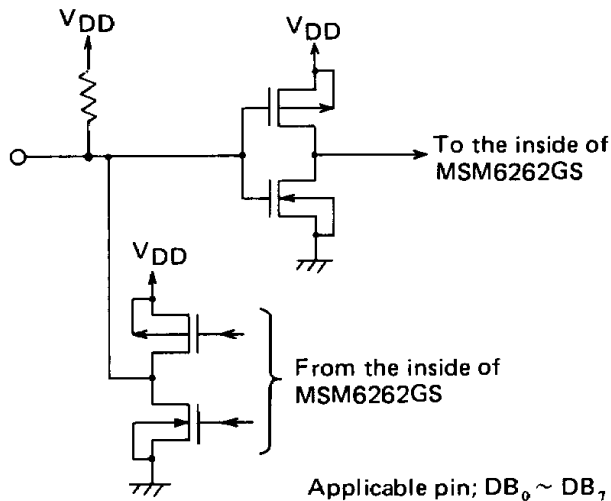 VDD
VDD
To the inside of
MSM6262GS
VDD
From the inside of
MSM6262GS
Applicable pin; DB₀ ~ DB₇